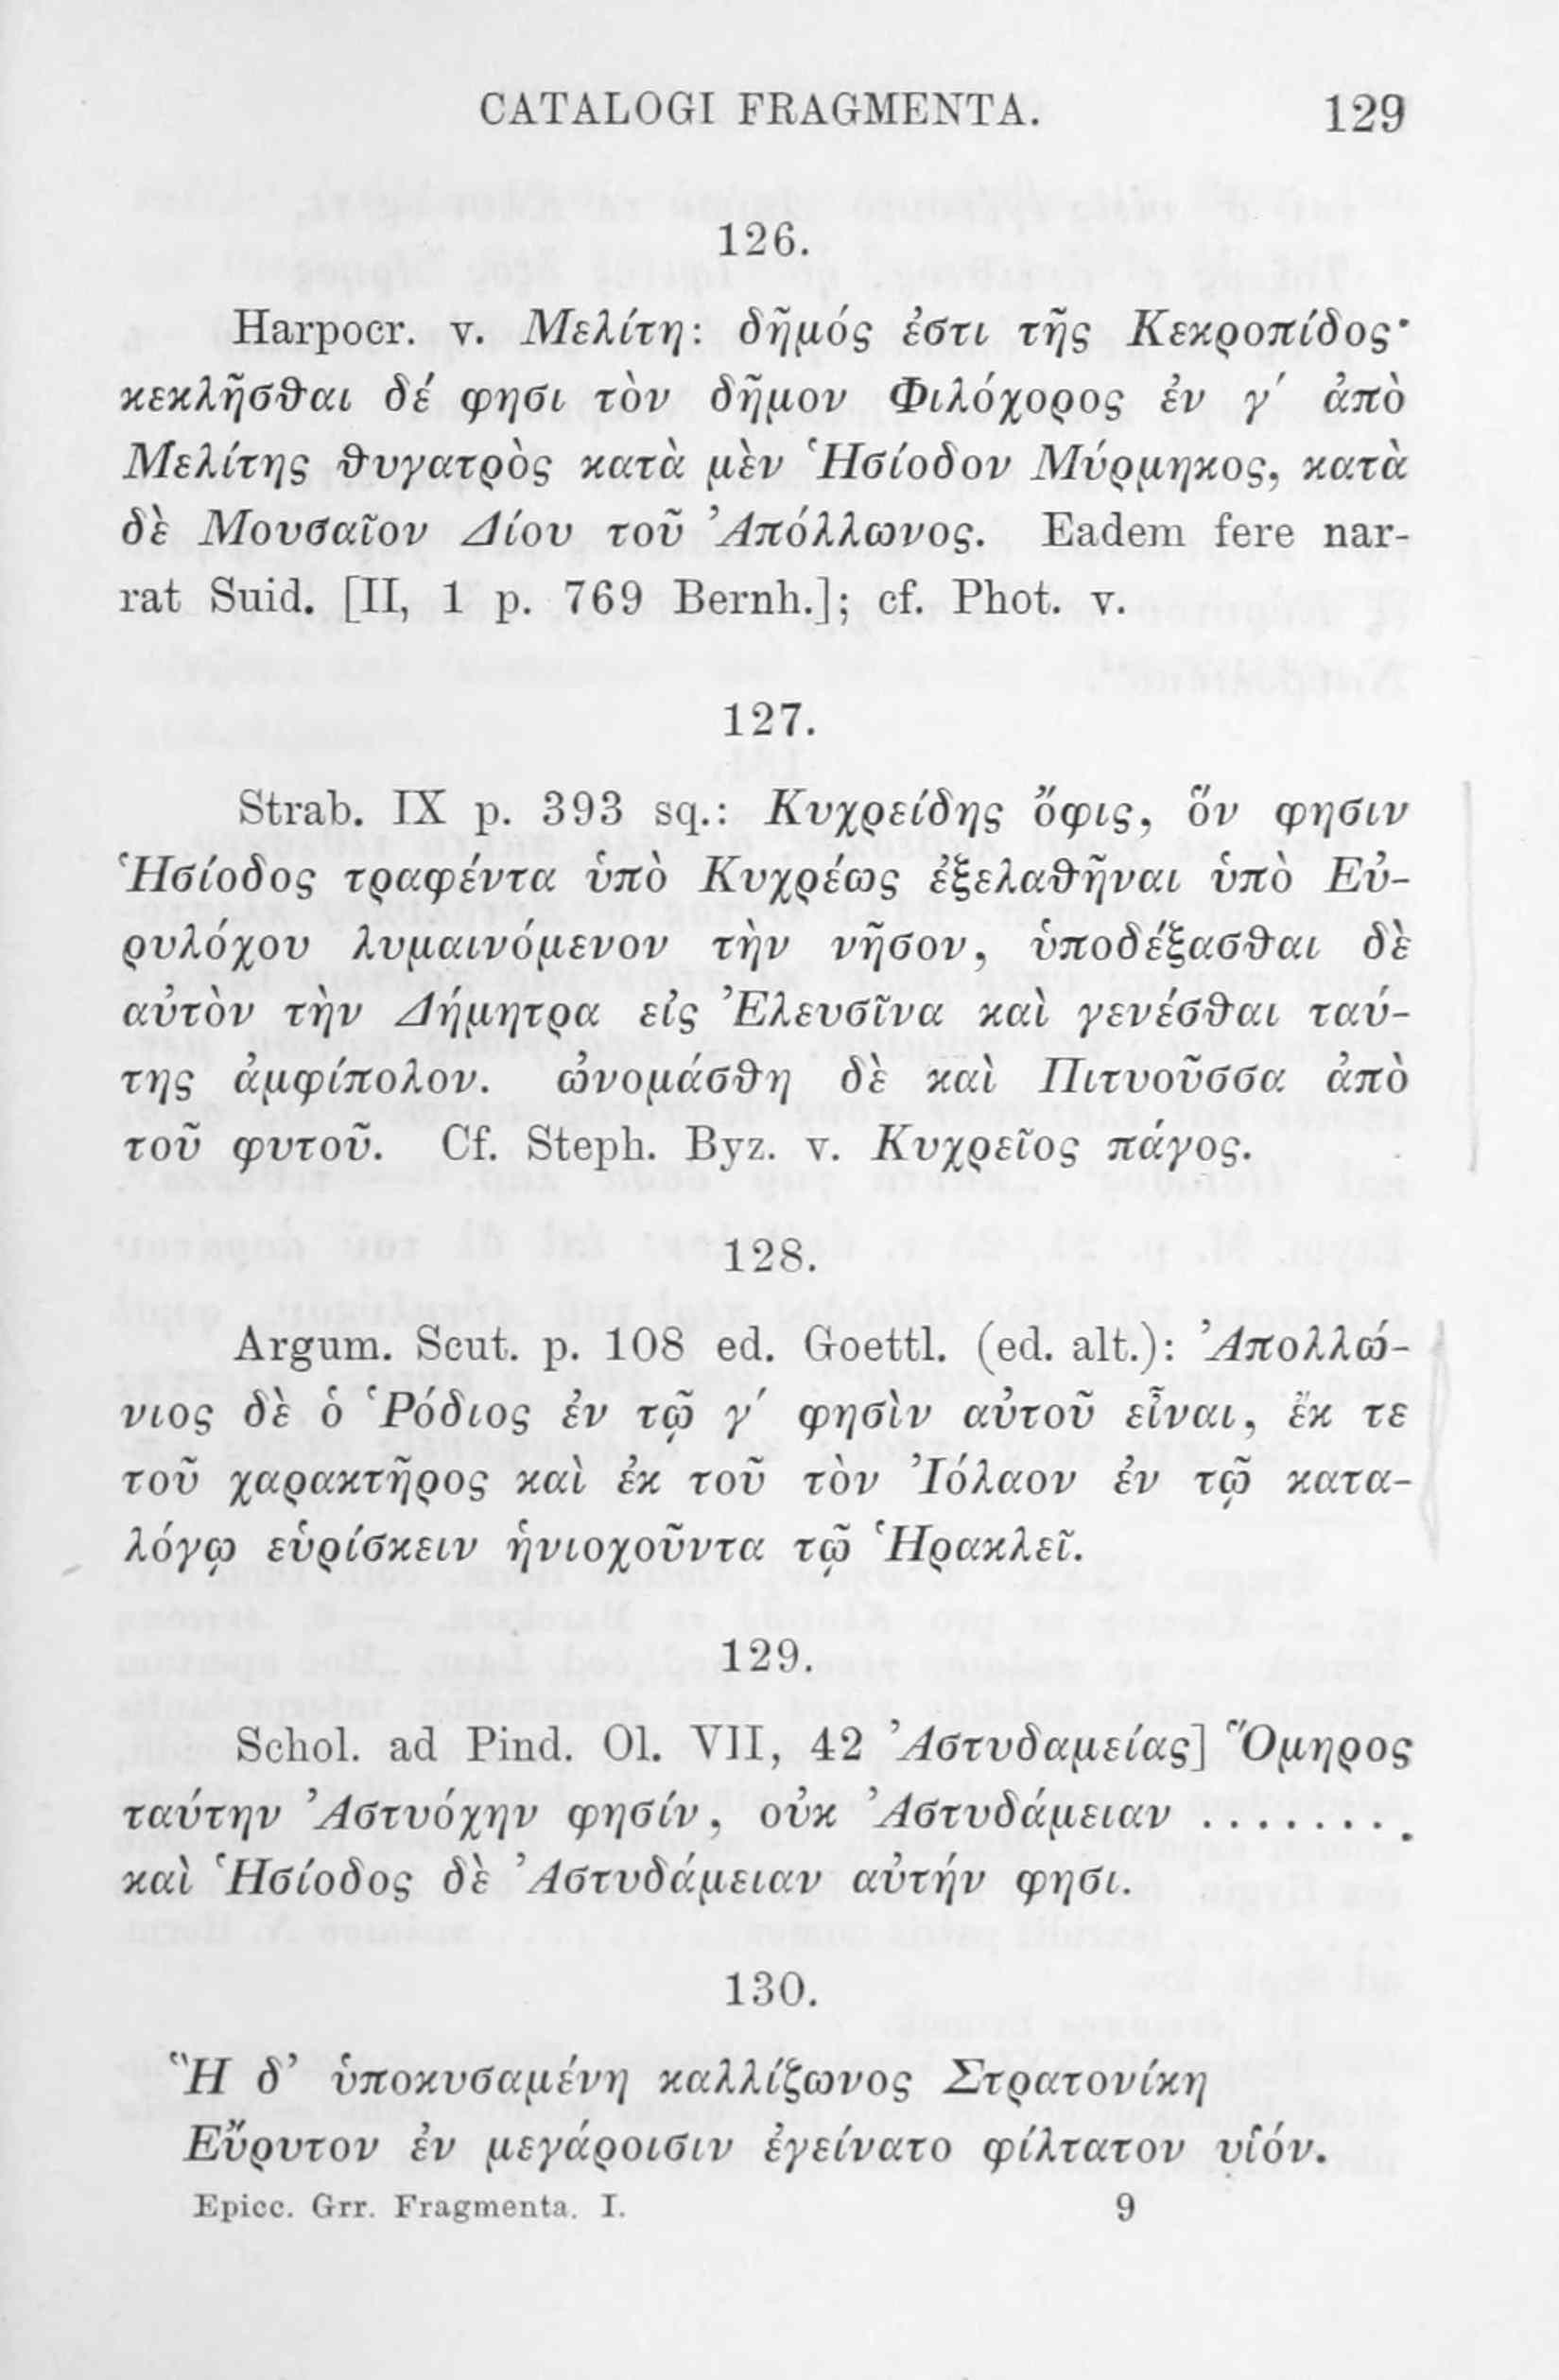 CATALOGI FRAGMENTA. 129
126.
Harpocr. v. Μελίτη: δῆμός ἐστι τῆς Κεκροπίδος·
κεκλῆσθαι δέ φησι τὸν δῆμον Φιλόχορος ἐν γ´ ἀπὸ
Μελίτης θυγατρὸς κατὰ μὲν Ἡσίοδον Μύρμηκος, κατὰ
δὲ Μουσαῖον Δίου τοῦ Ἀπόλλωνος. Eadem fere nar-
rat Suid. [II, 1 p. 769 Bernh.]; cf. Phot. v.
127.
Strab. IX p. 393 sq.: Κυχρείδης ὄφις, ὅν φησιν
Ἡσίοδος τραφέντα ὑπὸ Κυχρέως ἐξελαθῆναι ὑπὸ Εὐ-
ρυλόχου λυμαινόμενον τὴν νῆσον, ὑποδέξασθαι δὲ
αὐτὸν τὴν Δήμητρα εἰς Ἐλευσῖνα καὶ γενέσθαι ταύ-
της ἀμφίπολον. ὠνομάσθη δὲ καὶ Πιτυοῦσσα ἀπὸ
τοῦ φυτοῦ. Cf. Steph. Byz. v. Κυχρεῖος πάγος.
128.
Argum. Scut. p. 108 ed. Goettl. (ed. alt.): Ἀπολλώ-
νιος δὲ ὁ Ῥόδιος ἐν τῷ γ´ φησὶν αὐτοῦ εἶναι, ἔκ τε
τοῦ χαρακτῆρος καὶ ἐκ τοῦ τὸν Ἰόλαον ἐν τῷ κατα-
λόγῳ εὑρίσκειν ἡνιοχοῦντα τῷ Ἡρακλεῖ.
129.
Schol. ad Pind. Ol. VII, 42 Ἀστυδαμείας] Ὅμηρος
ταύτην Ἀστυόχην φησίν, οὐκ Ἀστυδάμειαν ........
καὶ Ἡσίοδος δὲ Ἀστυδάμειαν αὐτήν φησι.
130.
Ἣ δ’ ὑποκυσαμένη καλλίζωνος Στρατονίκη
Εὔρυτον ἐν μεγάροισιν ἐγείνατο φίλτατον υἱόν.
Epicc. Grr. Fragmenta. I. 9